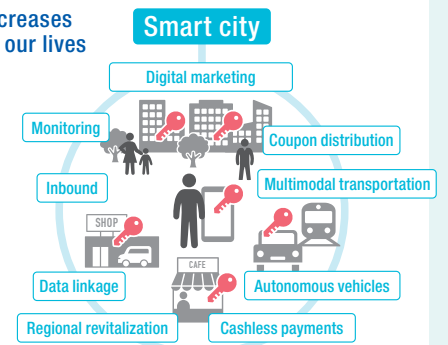 creases
our lives
Smart city
Digital marketing
Monitoring
Coupon distribution
Inbound
Multimodal transportation
SHOP
CAFE
Data linkage
Autonomous vehicles
Regional revitalization
Cashless payments